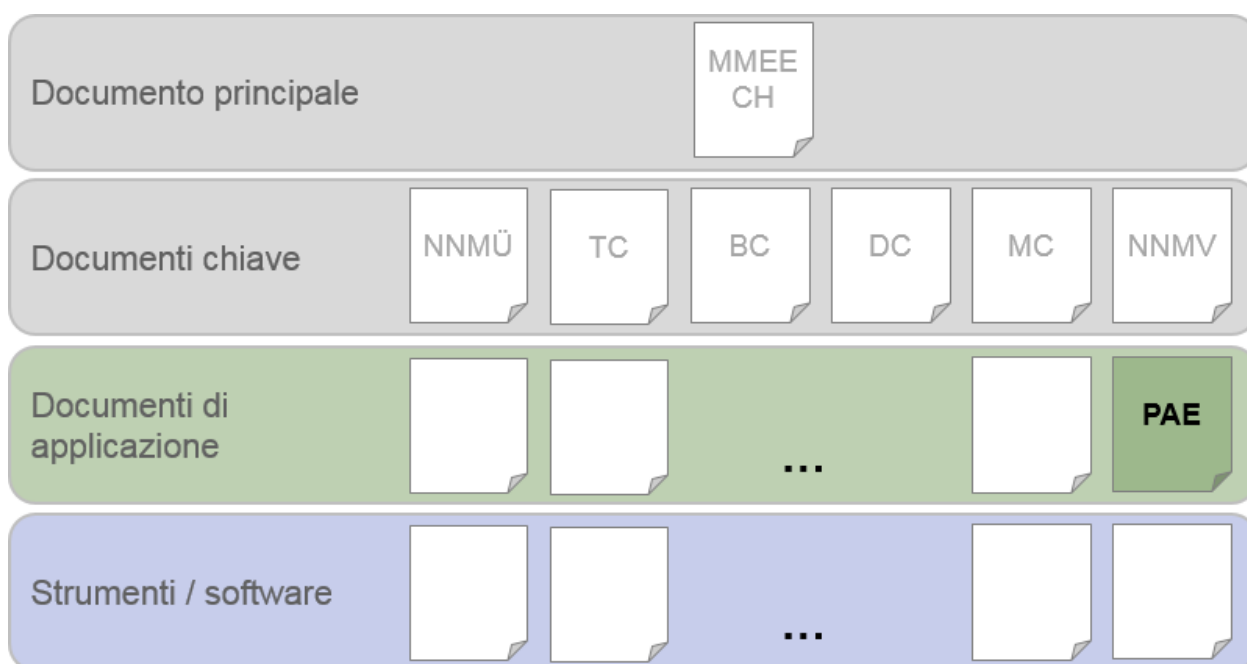 Documento principale
MMEE
CH
Documenti chiave
NNMÜ
TC
BC
DC
MC
NNMV
Documenti di
applicazione
...
PAE
Strumenti / software
...